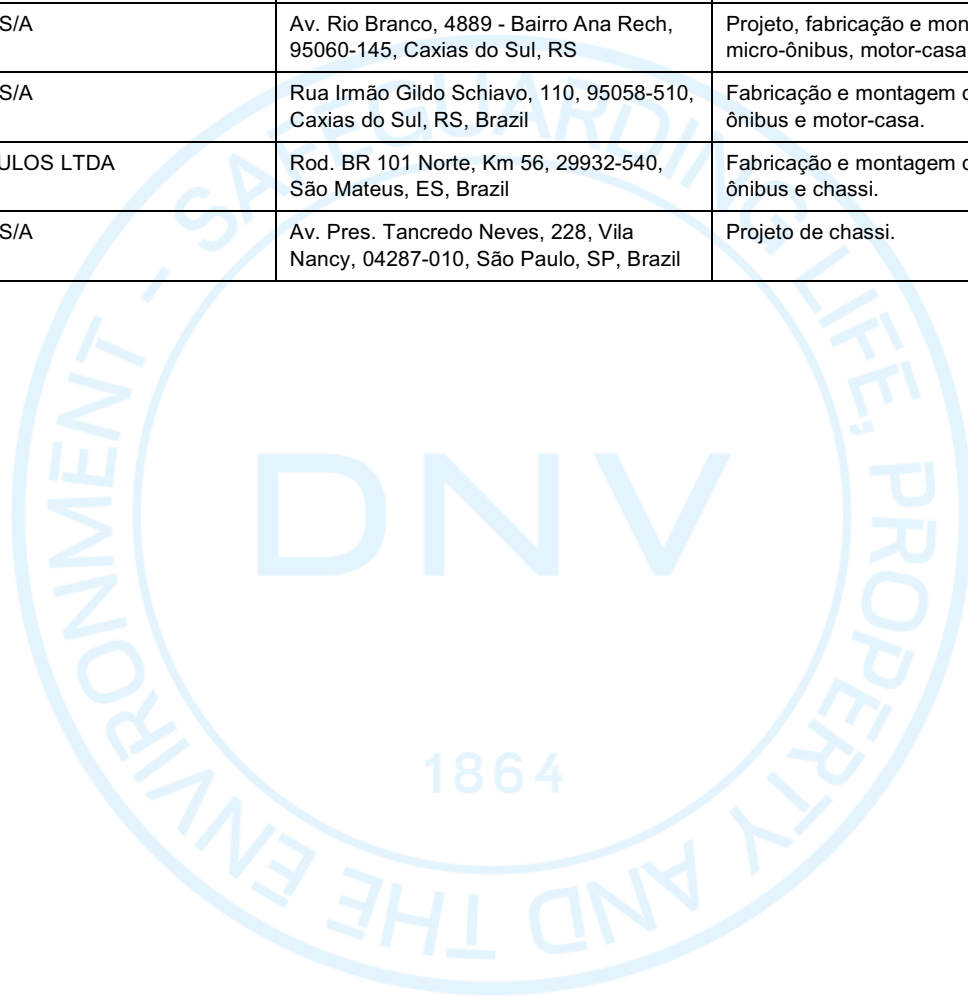 S/A
Av. Rio Branco, 4889 - Bairro Ana Rech,
95060-145, Caxias do Sul, RS
Projeto, fabricação e mon
micro-ônibus, motor-casa
S/A
Rua Irmão Gildo Schiavo, 110, 95058-510,
Caxias do Sul, RS, Brazil
Fabricação e montagem d
ônibus e motor-casa.
ULOS LTDA
Rod. BR 101 Norte, Km 56, 29932-540,
São Mateus, ES, Brazil
Fabricação e montagem d
ônibus e chassi.
S/A
Av. Pres. Tancredo Neves, 228, Vila
Nancy, 04287-010, São Paulo, SP, Brazil
Projeto de chassi.
SAFEGUARDING LIFE, PROPERTY AND THE ENVIRONMENT –
DNV
1864